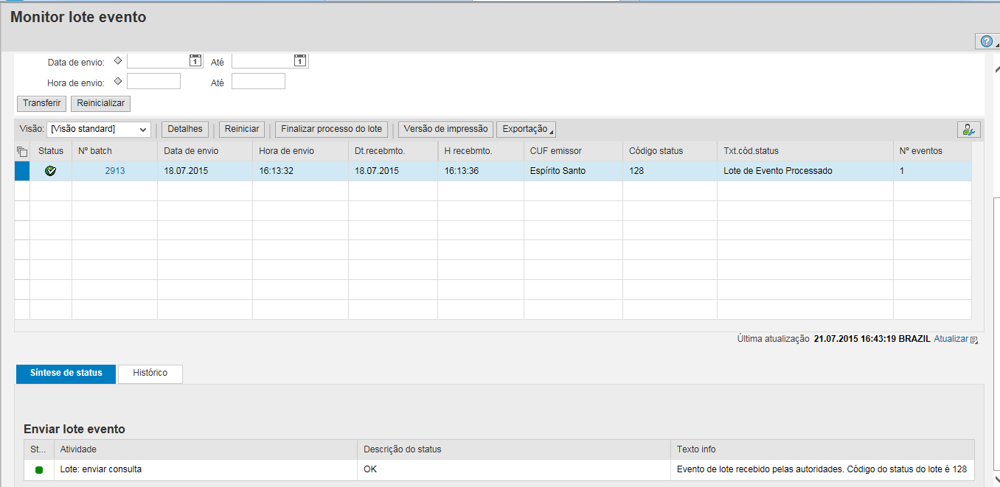 Monitor lote evento
Data de envio: 1 Até 1
Hora de envio: Até
Transferir Reinicializar
Visão: [Visão standard] Detalhes Reiniciar Finalizar processo do lote Versão de impressão Exportação
Status Nº batch Data de envio Hora de envio Dt.recebmto. H recebmto. CUF emissor Código status Txt.cód.status Nº eventos
2913 18.07.2015 16:13:32 18.07.2015 16:13:36 Espírito Santo 128 Lote de Evento Processado 1
Última atualização 21.07.2015 16:43:19 BRAZIL Atualizar
Síntese de status Histórico
Enviar lote evento
St... Atividade Descrição do status Texto info
Lote: enviar consulta OK Evento de lote recebido pelas autoridades. Código do status do lote é 128